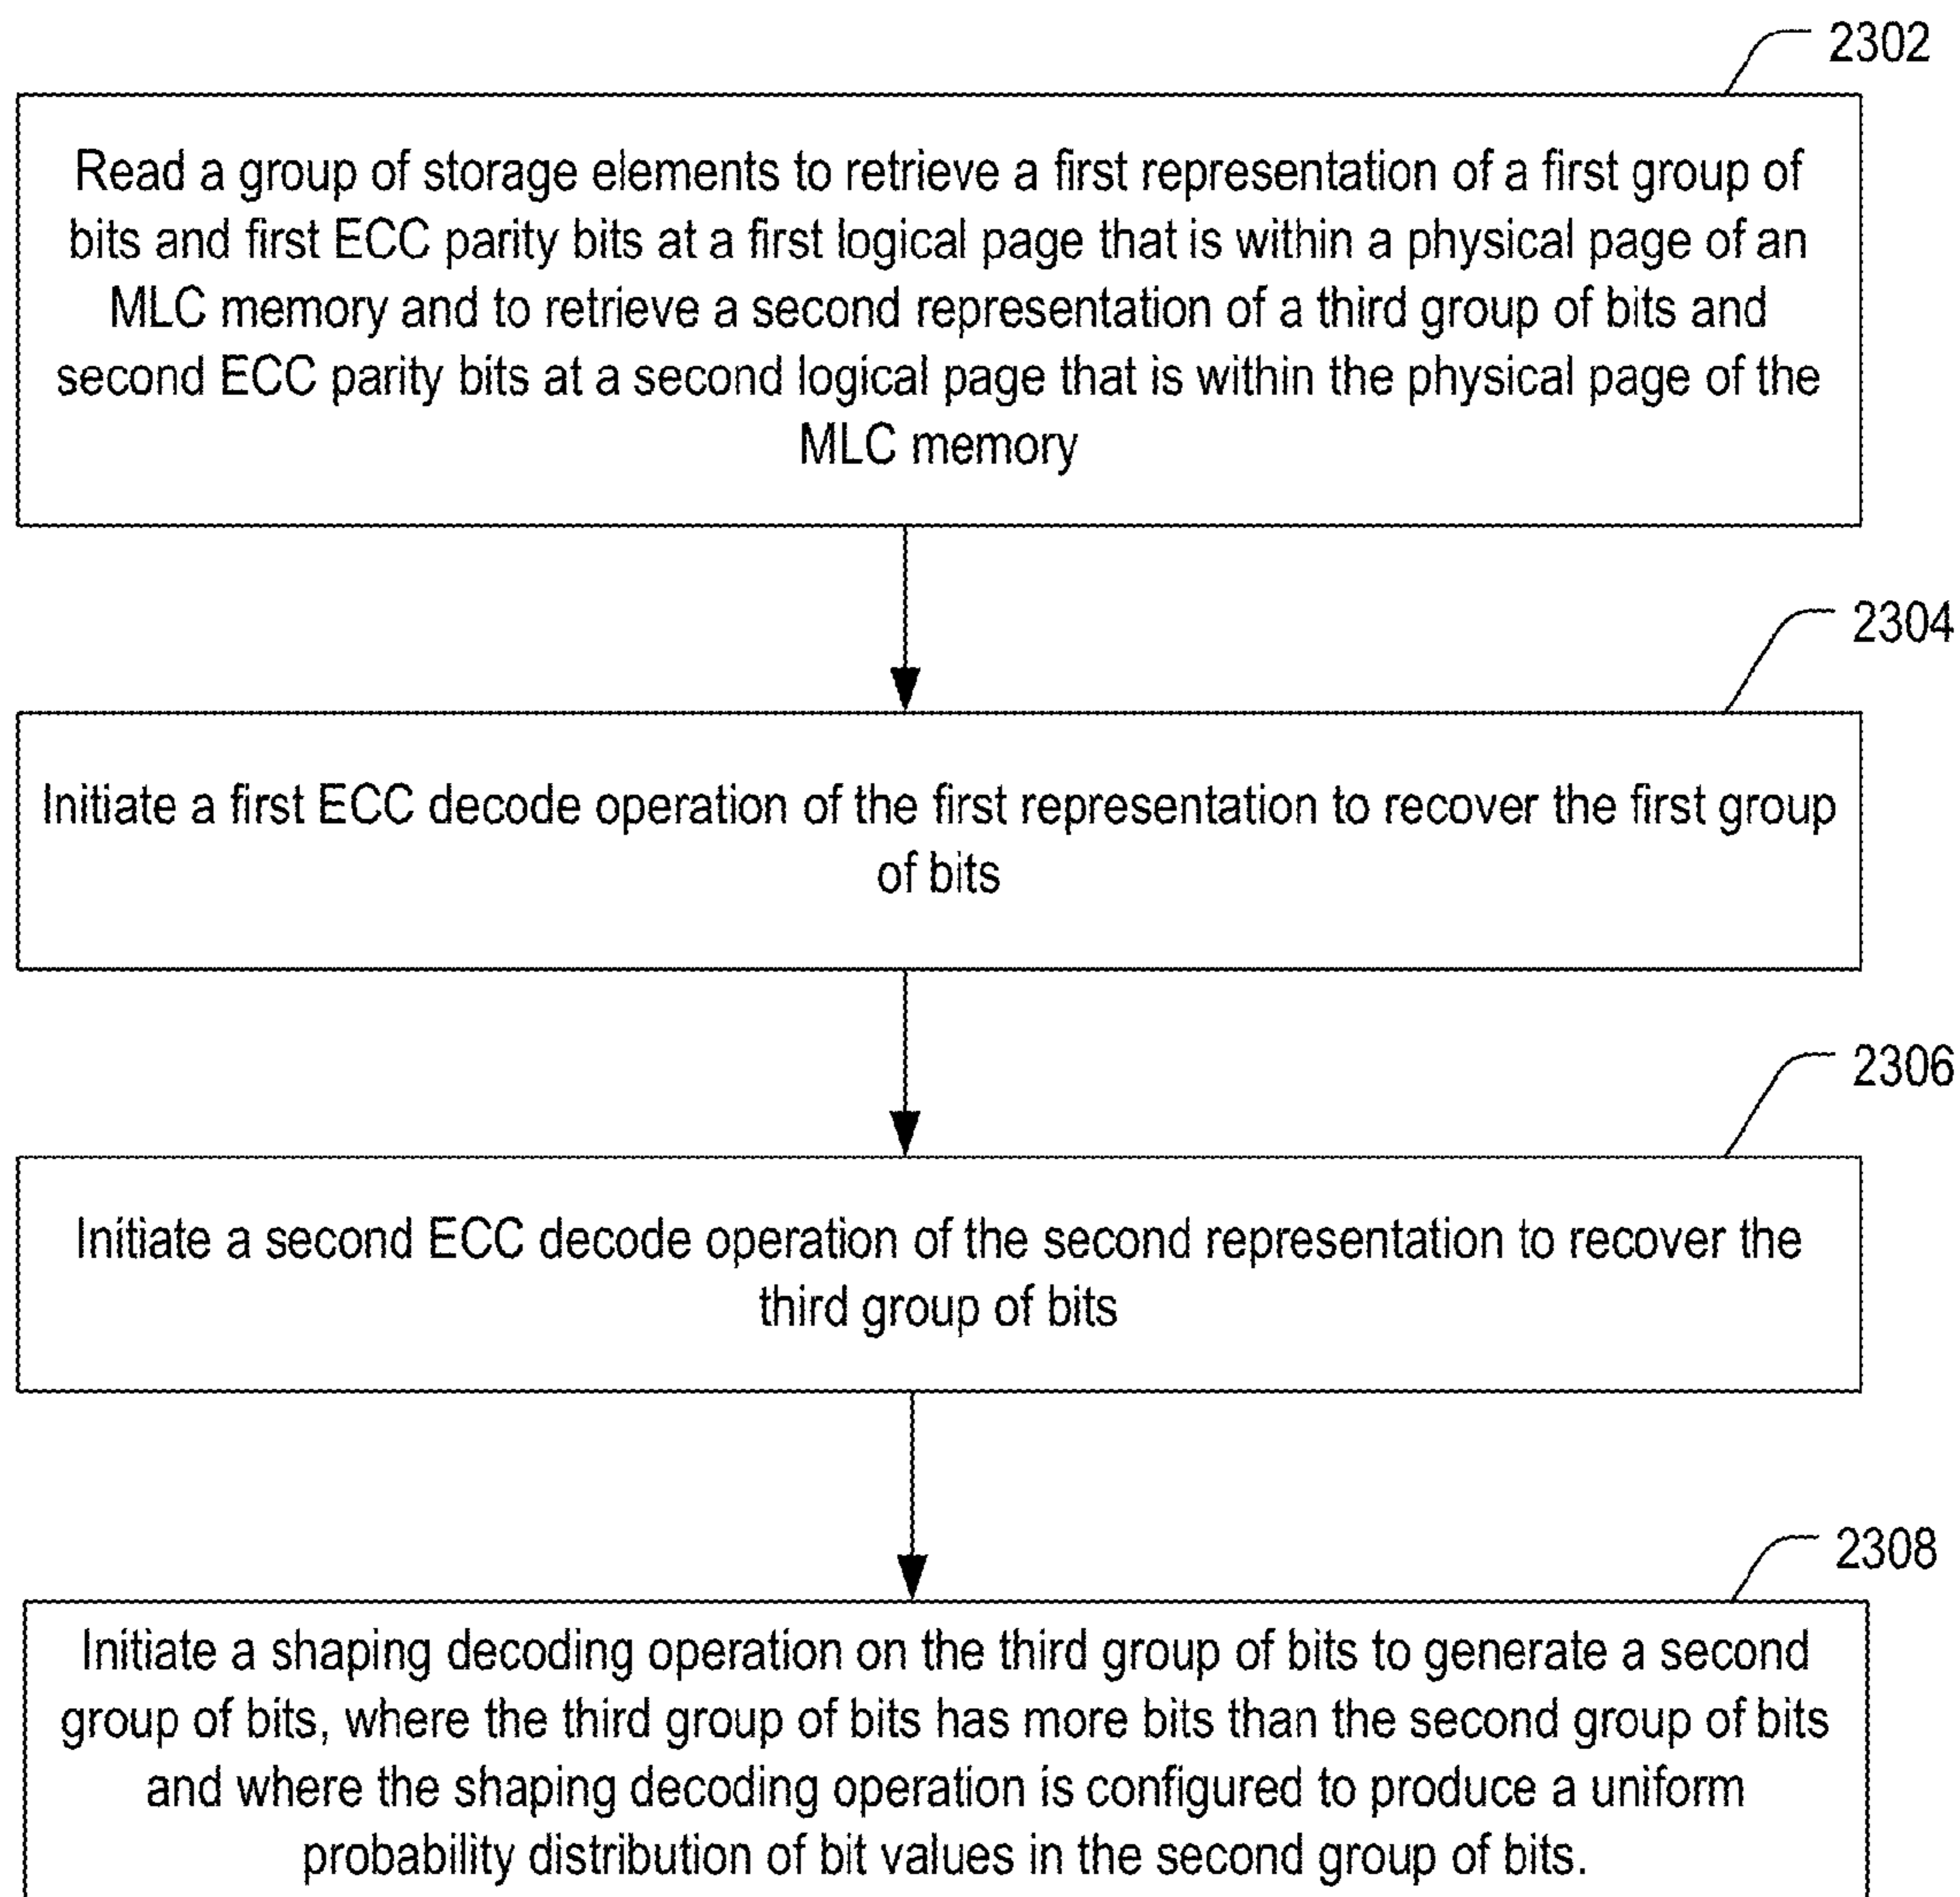 2302
Read a group of storage elements to retrieve a first representation of a first group of
bits and first ECC parity bits at a first logical page that is within a physical page of an
MLC memory and to retrieve a second representation of a third group of bits and
second ECC parity bits at a second logical page that is within the physical page of the
MLC memory
2304
Initiate a first ECC decode operation of the first representation to recover the first group
of bits
2306
Initiate a second ECC decode operation of the second representation to recover the
third group of bits
2308
Initiate a shaping decoding operation on the third group of bits to generate a second
group of bits, where the third group of bits has more bits than the second group of bits
and where the shaping decoding operation is configured to produce a uniform
probability distribution of bit values in the second group of bits.